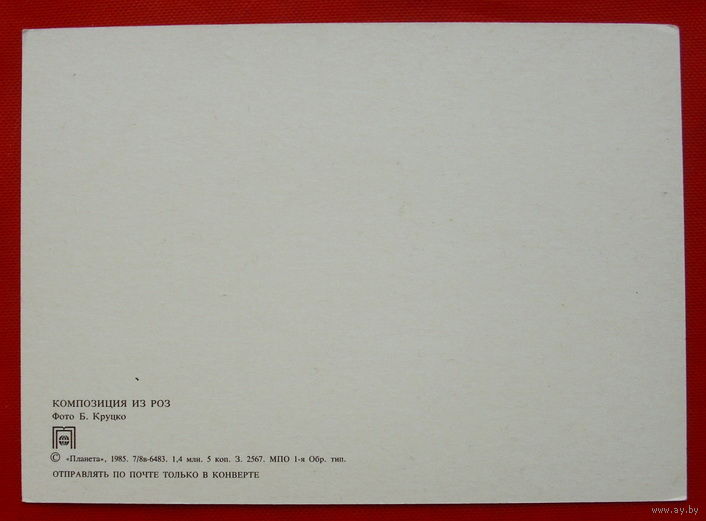 КОМПОЗИЦИЯ ИЗ РОЗ
Фото Б. Круцко
© «Планета», 1985. 7/8в-6483. 1,4 млн. 5 коп. З. 2567. МПО 1-я Обр. тип.
ОТПРАВЛЯТЬ ПО ПОЧТЕ ТОЛЬКО В КОНВЕРТЕ
www.ay.by